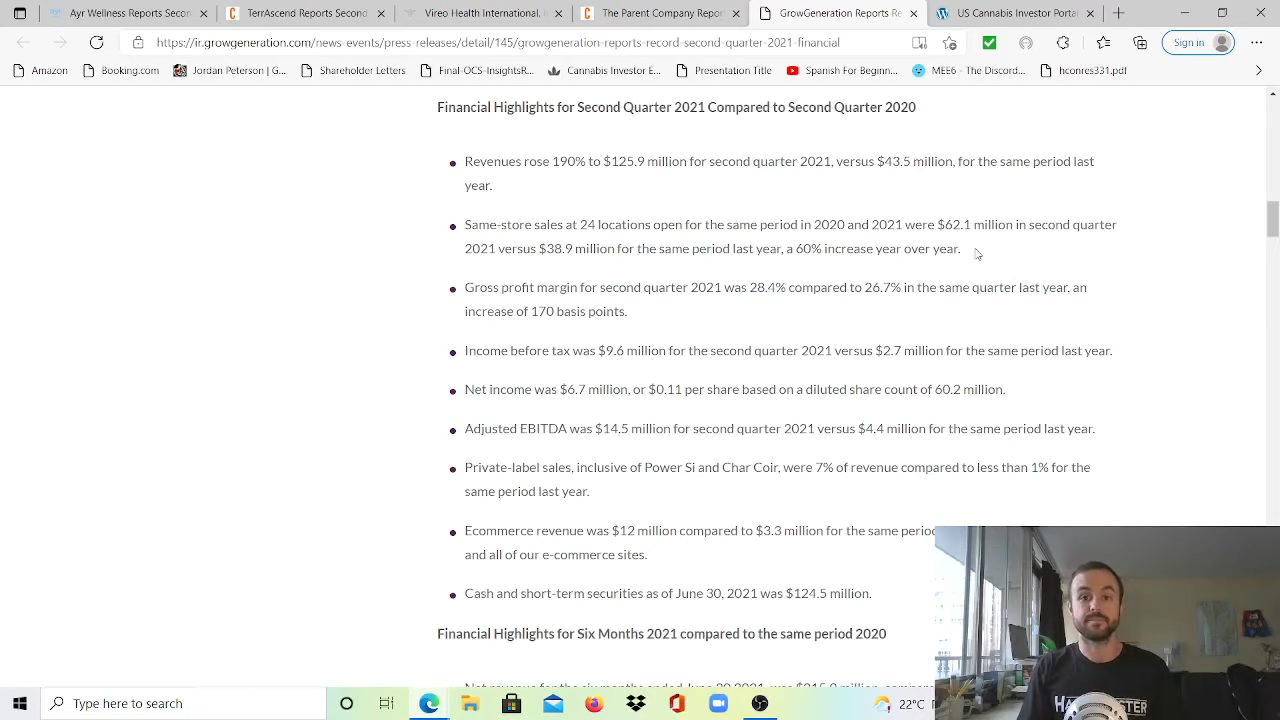 Ayr Wellness Reports Secon
TerrAscend Reports Second
Vireo Health International, I
The Parent Company Repor
GrowGeneration Reports Re
US Cannabis Investor Portal
https://ir.growgeneration.com/news-events/press-releases/detail/145/growgeneration-reports-record-second-quarter-2021-financial
Sign in
Amazon
Booking.com
Jordan Peterson | G...
Shareholder Letters
Final-OCS-InsightsR...
Cannabis Investor E...
Presentation Title
Spanish For Beginn...
MEE6 - The Discord...
hconres331.pdf
Financial Highlights for Second Quarter 2021 Compared to Second Quarter 2020
Revenues rose 190% to $125.9 million for second quarter 2021, versus $43.5 million, for the same period last
year.
Same-store sales at 24 locations open for the same period in 2020 and 2021 were $62.1 million in second quarter
2021 versus $38.9 million for the same period last year, a 60% increase year over year.
Gross profit margin for second quarter 2021 was 28.4% compared to 26.7% in the same quarter last year, an
increase of 170 basis points.
Income before tax was $9.6 million for the second quarter 2021 versus $2.7 million for the same period last year.
Net income was $6.7 million, or $0.11 per share based on a diluted share count of 60.2 million.
Adjusted EBITDA was $14.5 million for second quarter 2021 versus $4.4 million for the same period last year.
Private-label sales, inclusive of Power Si and Char Coir, were 7% of revenue compared to less than 1% for the
same period last year.
Ecommerce revenue was $12 million compared to $3.3 million for the same period
and all of our e-commerce sites.
Cash and short-term securities as of June 30, 2021 was $124.5 million.
Financial Highlights for Six Months 2021 compared to the same period 2020
Type here to search
22°C